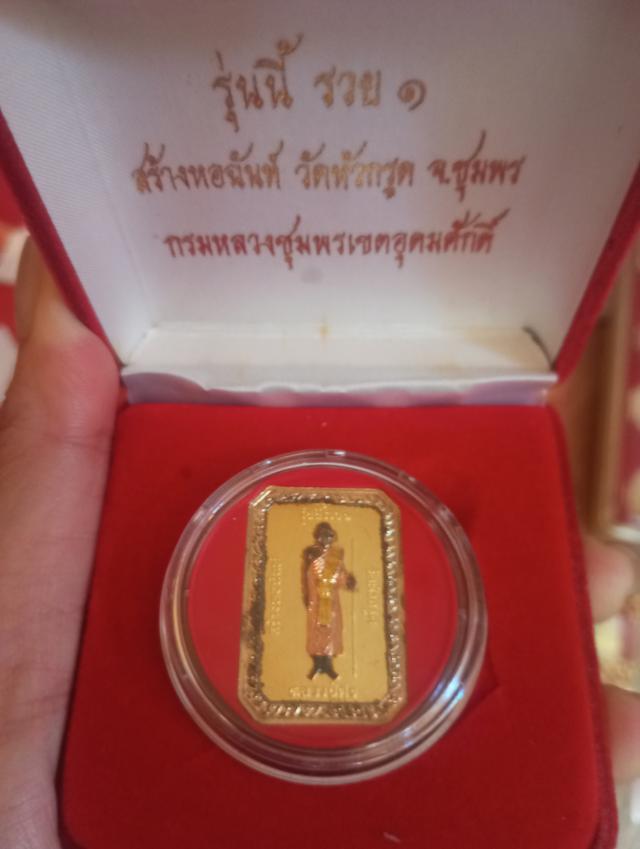 รุ่นนี้ รวย ๑
สร้างหอฉันท์ วัดหัวกรูด จ.ชุมพร
กรมหลวงชุมพรเขตอุดมศักดิ์